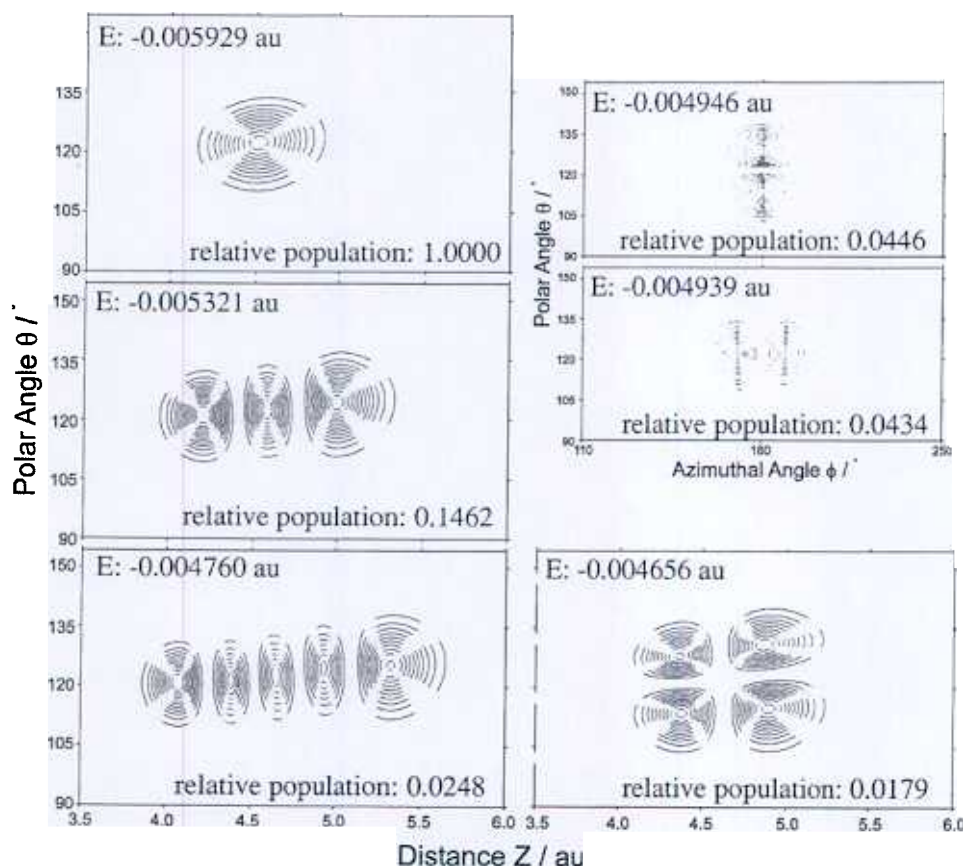 E: -0.005929 au
135
120
105
90
3.5
relative population: 1.0000
6.0
E: -0.005321 au
150
135
120
105
90
relative population: 0.1462
E: -0.004760 au
150
135
120
105
90
relative population: 0.0248
4.0
4.5
5.0
5.5
6.0
Polar Angle θ / °
E: -0.004946 au
150
135
120
105
90
relative population: 0.0446
E: -0.004939 au
150
135
120
105
90
relative population: 0.0434
110
180
250
Polar Angle θ / °
Azimuthal Angle ϕ / °
E: -0.004656 au
relative population: 0.0179
3.5
4.0
4.5
5.0
5.5
6.0
Distance Z / au